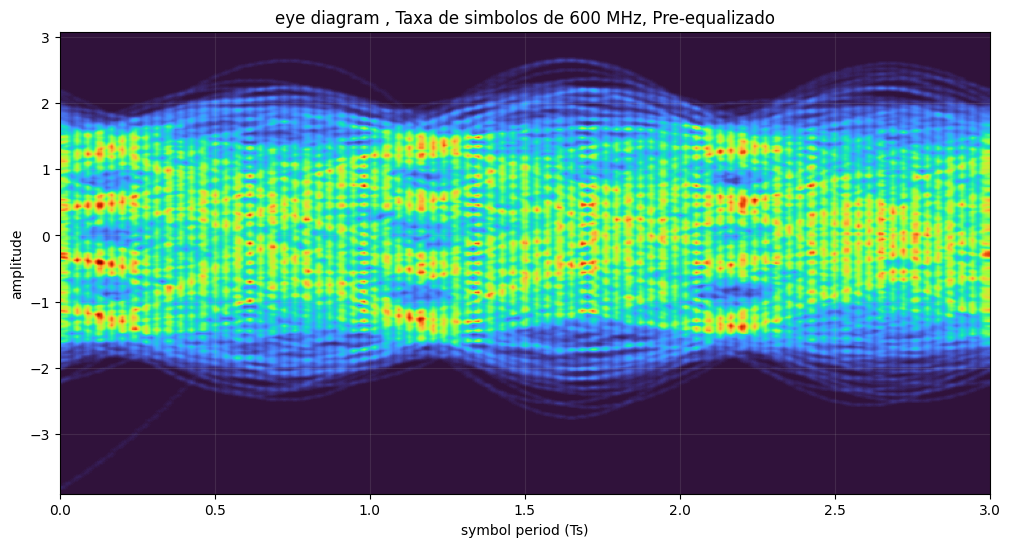 eye diagram , Taxa de simbolos de 600 MHz, Pre-equalizado
3
2
1
0
−1
−2
−3
amplitude
0.0 0.5 1.0 1.5 2.0 2.5 3.0
symbol period (Ts)